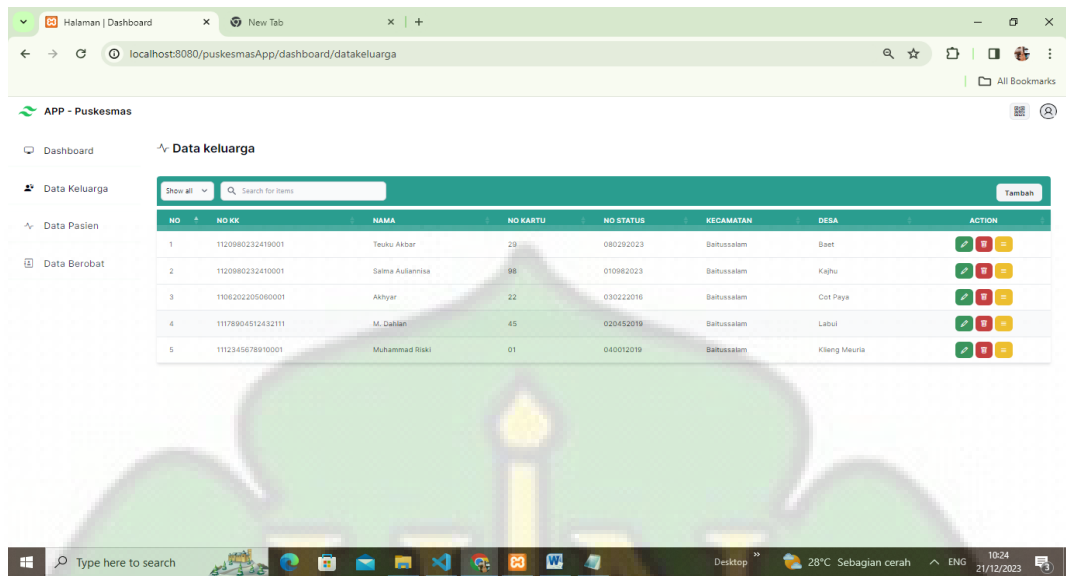 Halaman | Dashboard
New Tab
localhost:8080/puskesmasApp/dashboard/datakeluarga
All Bookmarks
APP - Puskesmas
Dashboard
Data keluarga
Data Keluarga
Show all
Search for items
Tambah
Data Pasien
NO NO KK NAMA NO KARTU NO STATUS KECAMATAN DESA ACTION
1 1120980232419001 Teuku Akbar 29 080292023 Baitussalam Baet
Data Berobat
2 1120980232410001 Salma Auliannisa 98 010982023 Baitussalam Kajhu
3 1106202205060001 Akhyar 22 030222016 Baitussalam Cot Paya
4 11178904512432111 M. Dahlan 45 020452019 Baitussalam Labui
5 1112345678910001 Muhammad Riski 01 040012019 Baitussalam Klieng Meuria
Type here to search
Desktop
28°C Sebagian cerah
ENG
10:24
21/12/2023
3